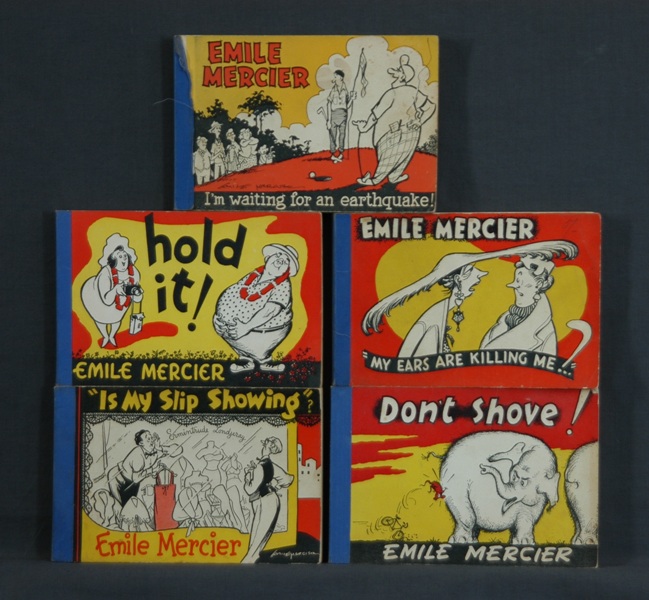 EMILE
MERCIER
I'm waiting for an earthquake!
hold
it!
EMILE MERCIER
EMILE MERCIER
"MY EARS ARE KILLING ME..."?
"Is My Slip Showing"?
Emile Mercier
Don't Shove!
EMILE MERCIER